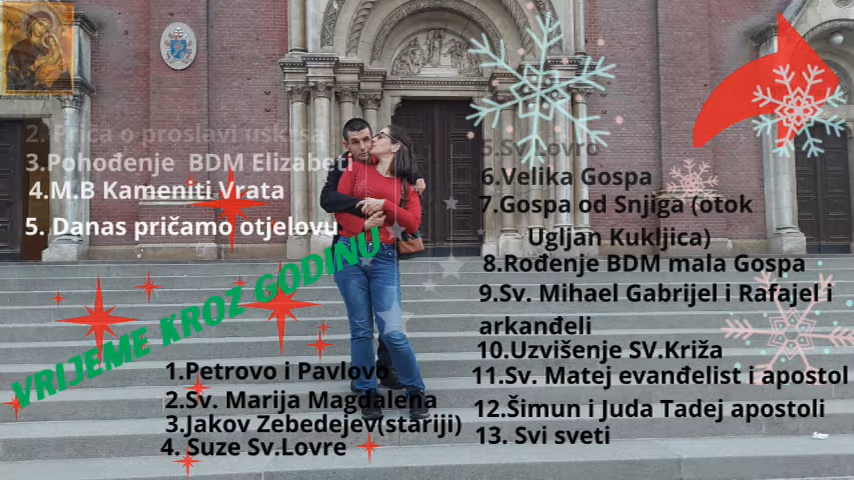 2. Priča o proslavi uskrsa
3.Pohođenje BDM Elizabeti
4.M.B Kameniti Vrata
5. Danas pričamo otjelovu
VRIJEME KROZ GODINU
1.Petrovo i Pavlovo
2.Sv. Marija Magdalena
3.Jakov Zebedejev(stariji)
4. Suze Sv.Lovre
5.Sv.Lovro
6.Velika Gospa
7.Gospa od Snjiga (otok
Ugljan Kukljica)
8.Rođenje BDM mala Gospa
9.Sv. Mihael Gabrijel i Rafajel i
arkanđeli
10.Uzvišenje SV.Križa
11.Sv. Matej evanđelist i apostol
12.Šimun i Juda Tadej apostoli
13. Svi sveti